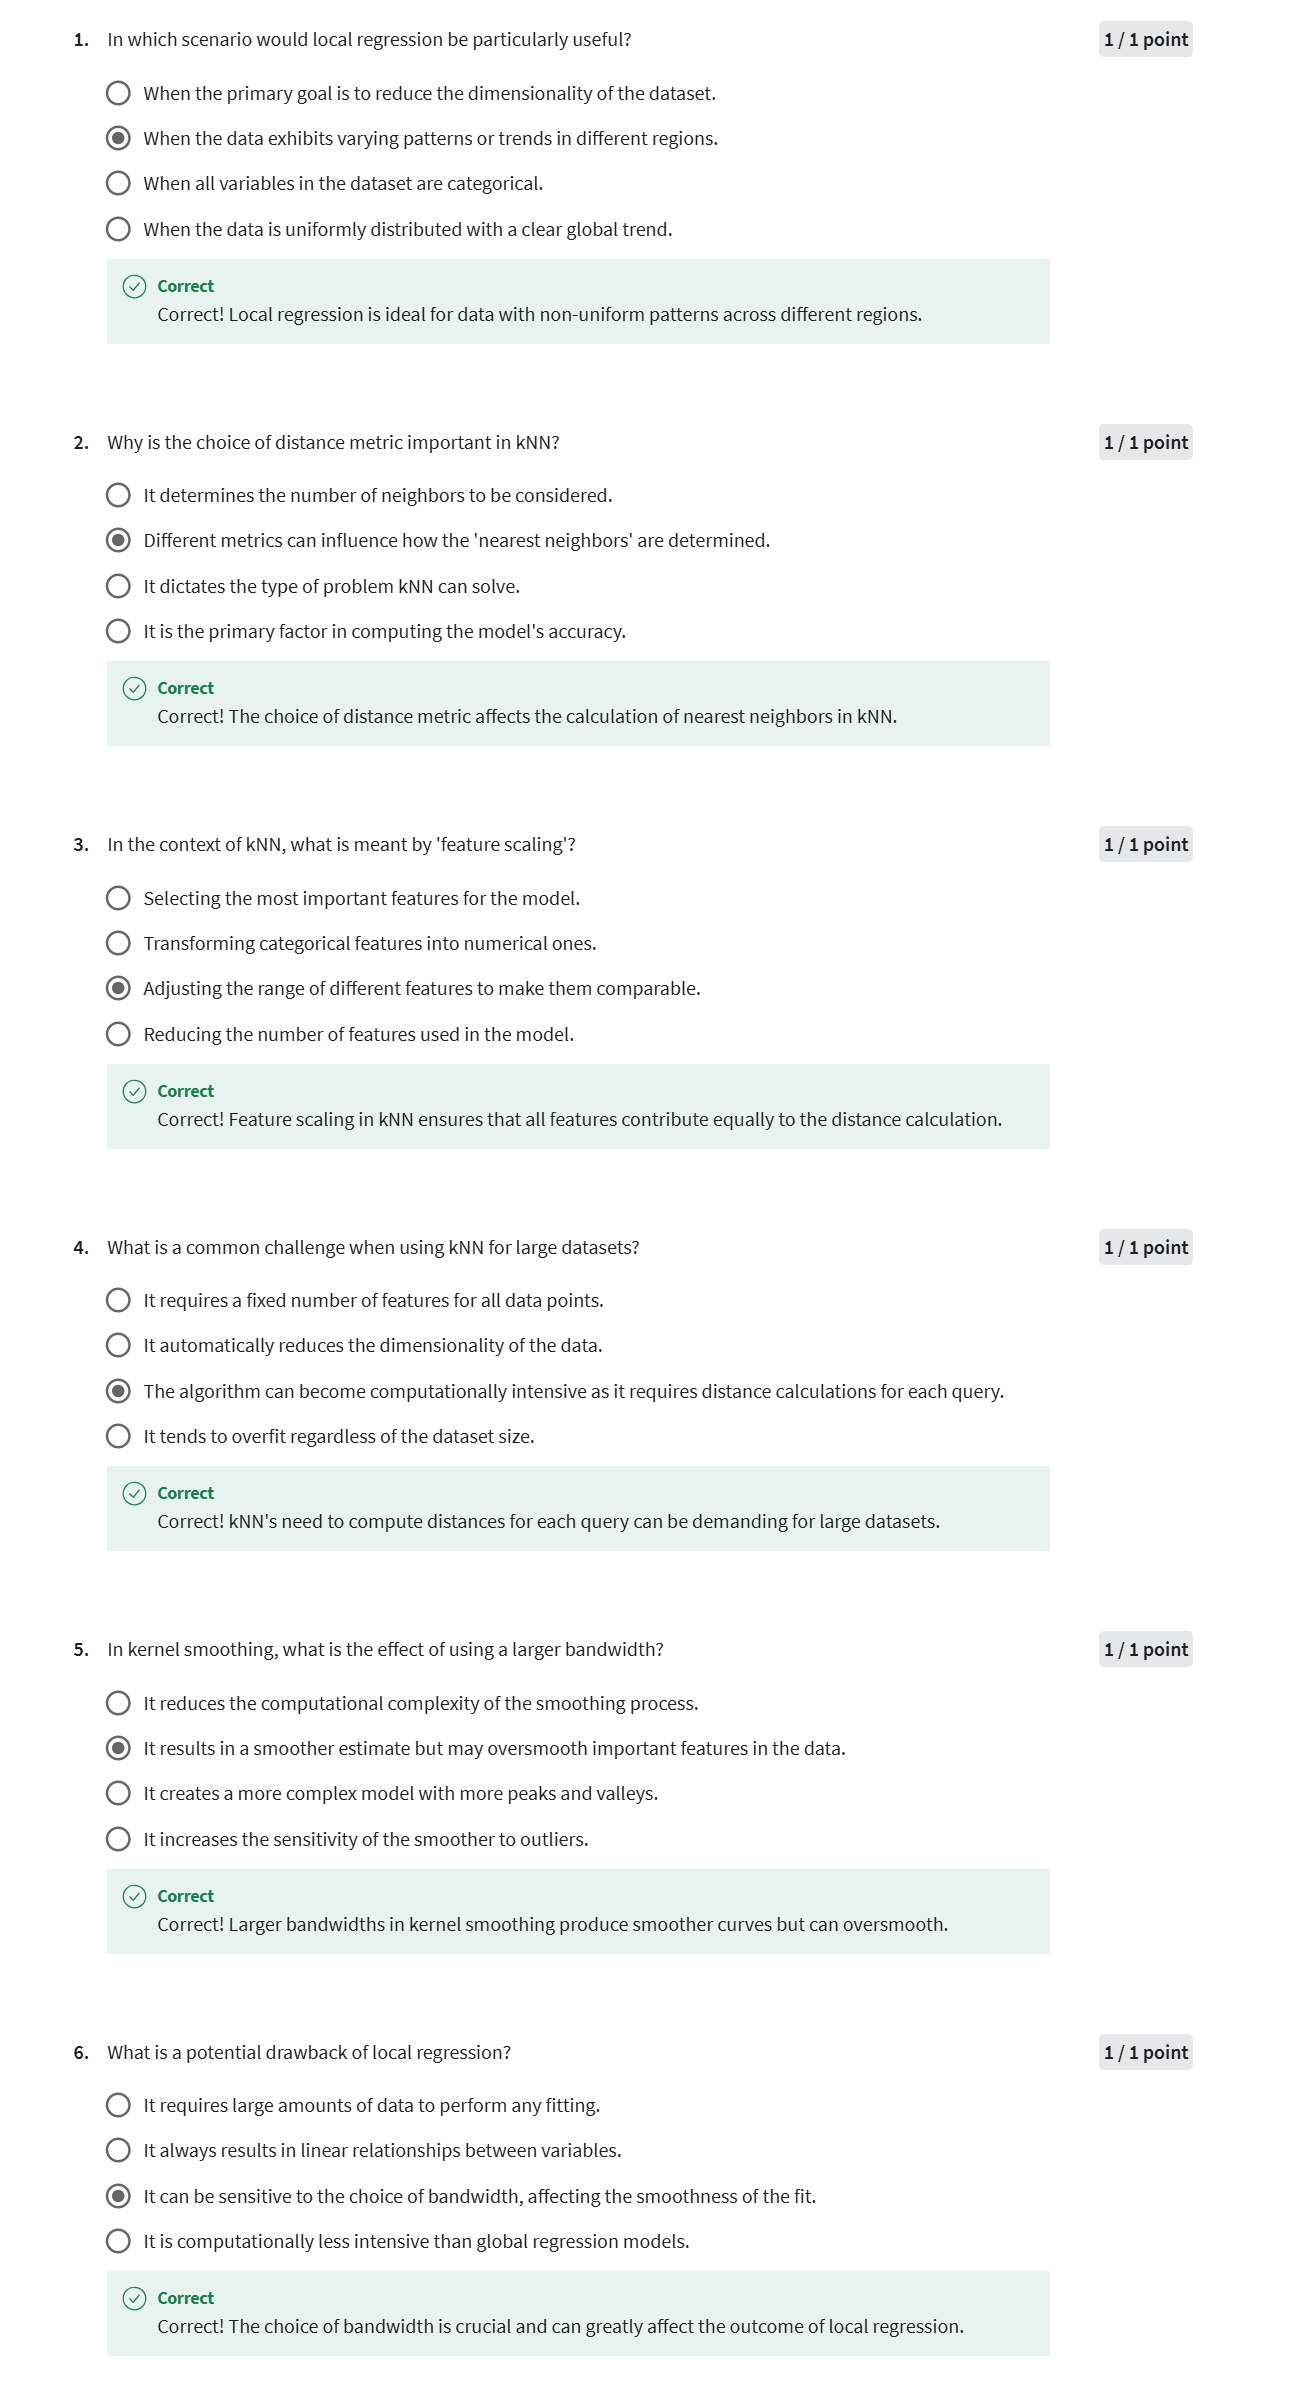 1. In which scenario would local regression be particularly useful? 1 / 1 point
When the primary goal is to reduce the dimensionality of the dataset.
When the data exhibits varying patterns or trends in different regions.
When all variables in the dataset are categorical.
When the data is uniformly distributed with a clear global trend.
Correct
Correct! Local regression is ideal for data with non-uniform patterns across different regions.
2. Why is the choice of distance metric important in kNN? 1 / 1 point
It determines the number of neighbors to be considered.
Different metrics can influence how the 'nearest neighbors' are determined.
It dictates the type of problem kNN can solve.
It is the primary factor in computing the model's accuracy.
Correct
Correct! The choice of distance metric affects the calculation of nearest neighbors in kNN.
3. In the context of kNN, what is meant by 'feature scaling'? 1 / 1 point
Selecting the most important features for the model.
Transforming categorical features into numerical ones.
Adjusting the range of different features to make them comparable.
Reducing the number of features used in the model.
Correct
Correct! Feature scaling in kNN ensures that all features contribute equally to the distance calculation.
4. What is a common challenge when using kNN for large datasets? 1 / 1 point
It requires a fixed number of features for all data points.
It automatically reduces the dimensionality of the data.
The algorithm can become computationally intensive as it requires distance calculations for each query.
It tends to overfit regardless of the dataset size.
Correct
Correct! kNN's need to compute distances for each query can be demanding for large datasets.
5. In kernel smoothing, what is the effect of using a larger bandwidth? 1 / 1 point
It reduces the computational complexity of the smoothing process.
It results in a smoother estimate but may oversmooth important features in the data.
It creates a more complex model with more peaks and valleys.
It increases the sensitivity of the smoother to outliers.
Correct
Correct! Larger bandwidths in kernel smoothing produce smoother curves but can oversmooth.
6. What is a potential drawback of local regression? 1 / 1 point
It requires large amounts of data to perform any fitting.
It always results in linear relationships between variables.
It can be sensitive to the choice of bandwidth, affecting the smoothness of the fit.
It is computationally less intensive than global regression models.
Correct
Correct! The choice of bandwidth is crucial and can greatly affect the outcome of local regression.